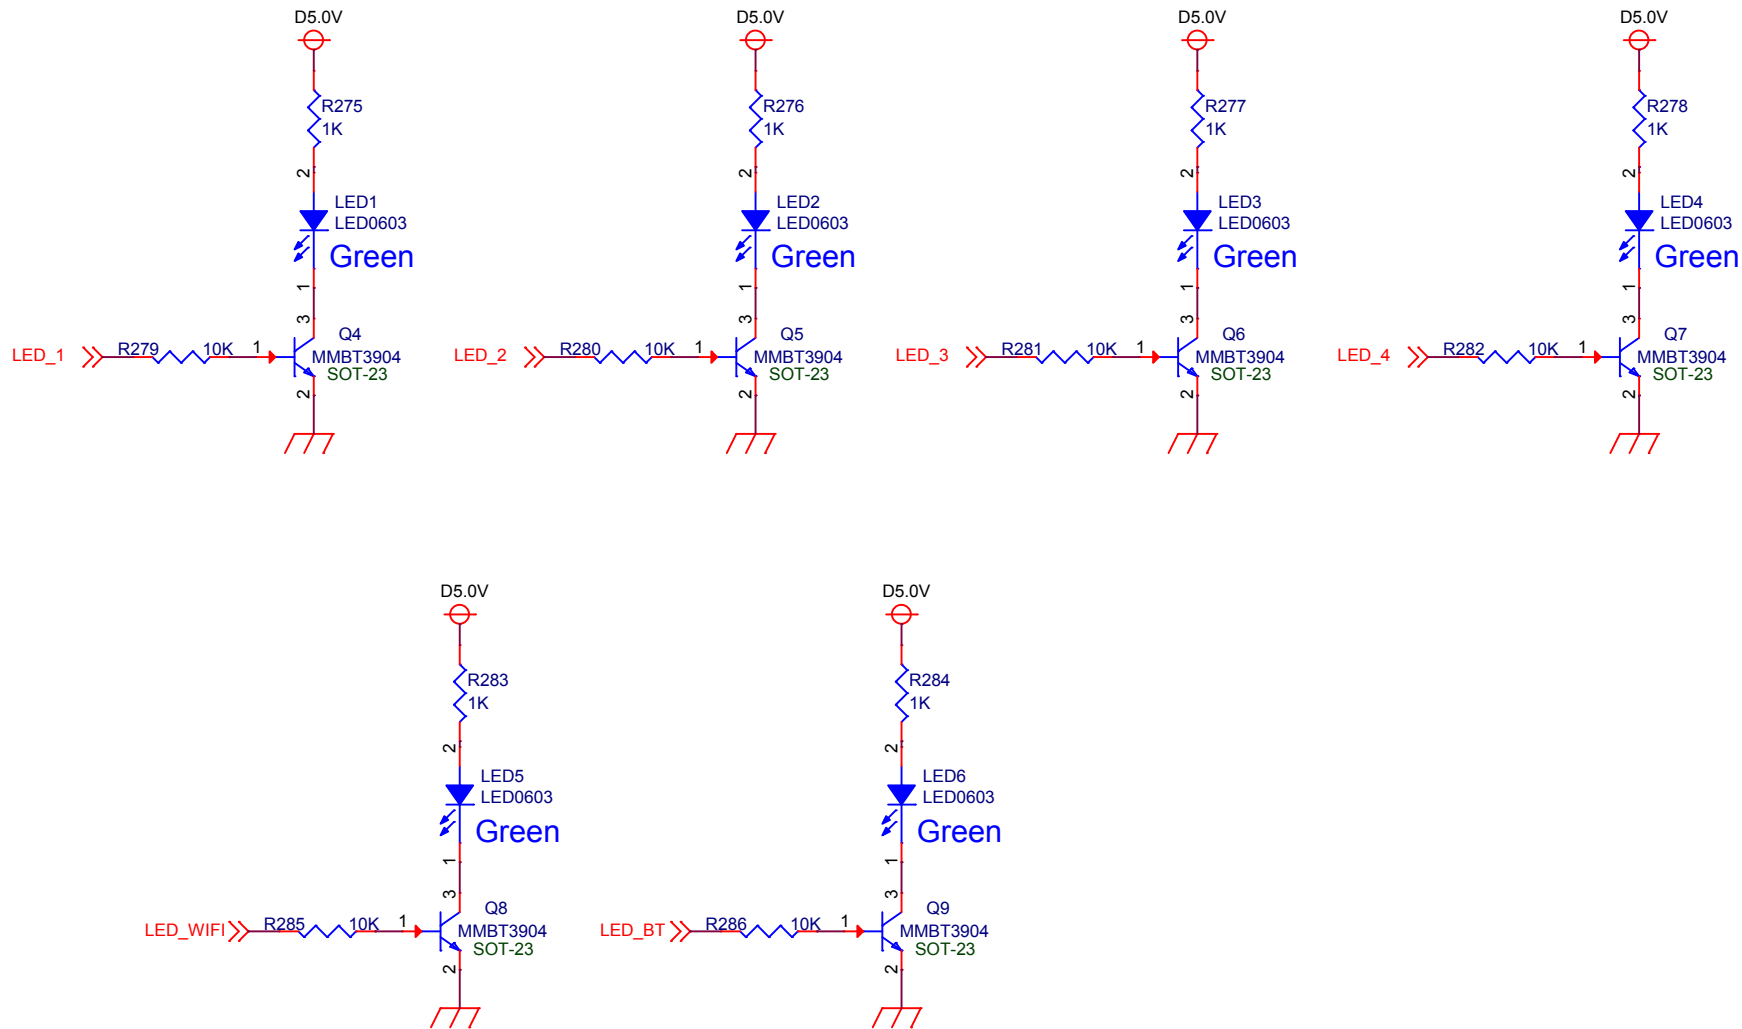 D5.0V
R275
1K
2
LED1
LED0603
Green
1
3
Q4
LED_1
R279
10K
1
MMBT3904
SOT-23
2
D5.0V
R276
1K
2
LED2
LED0603
Green
1
3
Q5
LED_2
R280
10K
1
MMBT3904
SOT-23
2
D5.0V
R277
1K
2
LED3
LED0603
Green
1
3
Q6
LED_3
R281
10K
1
MMBT3904
SOT-23
2
D5.0V
R278
1K
2
LED4
LED0603
Green
1
3
Q7
LED_4
R282
10K
1
MMBT3904
SOT-23
2
D5.0V
R283
1K
2
LED5
LED0603
Green
1
3
Q8
LED_WIFI
R285
10K
1
MMBT3904
SOT-23
2
D5.0V
R284
1K
2
LED6
LED0603
Green
1
3
Q9
LED_BT
R286
10K
1
MMBT3904
SOT-23
2